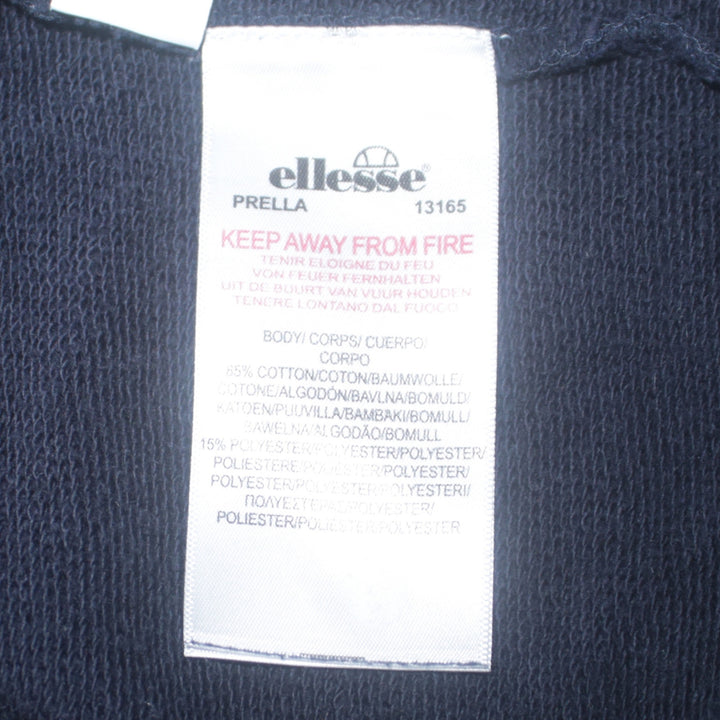 ellesse®
PRELLA 13165
KEEP AWAY FROM FIRE
TENIR ELOIGNE DU FEU
VON FEUER FERNHALTEN
UIT DE BUURT VAN VUUR HOUDEN
TENERE LONTANO DAL FUOCO
BODY/ CORPS/ CUERPO/
CORPO
85% COTTON/COTON/BAUMWOLLE/
COTONE/ALGODÓN/BAVLNA/BOMULD/
KATOEN/PUUVILLA/BAMBAKI/BOMULL/
BAWELNA/ALGODÃO/BOMULL
15% POLYESTER/POLYESTER/POLYESTER/
POLIESTERE/POLIESTER/POLYESTER/
POLYESTER/POLYESTER/POLYESTERI/
ΠΟΛΥΕΣΤΕΡΑΣ/POLYESTER/
POLIESTER/POLIESTER/POLYESTER